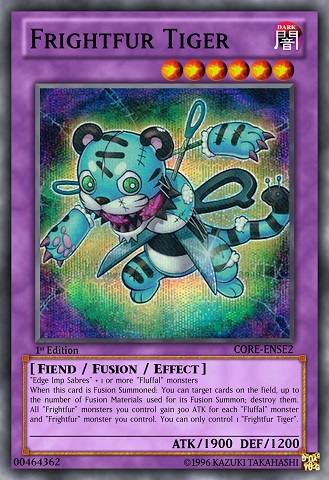 FRIGHTFUR TIGER
DARK
闇
1st Edition
CORE-ENSE2
[ FIEND / FUSION / EFFECT ]
"Edge Imp Sabres" + 1 or more "Fluffal" monsters
When this card is Fusion Summoned: You can target cards on the field, up
to the number of Fusion Materials used for its Fusion Summon; destroy them.
All "Frightfur" monsters you control gain 300 ATK for each "Fluffal" monster
and "Frightfur" monster you control. You can only control 1 "Frightfur Tiger".
ATK/1900 DEF/1200
00464362
©1996 KAZUKI TAKAHASHI